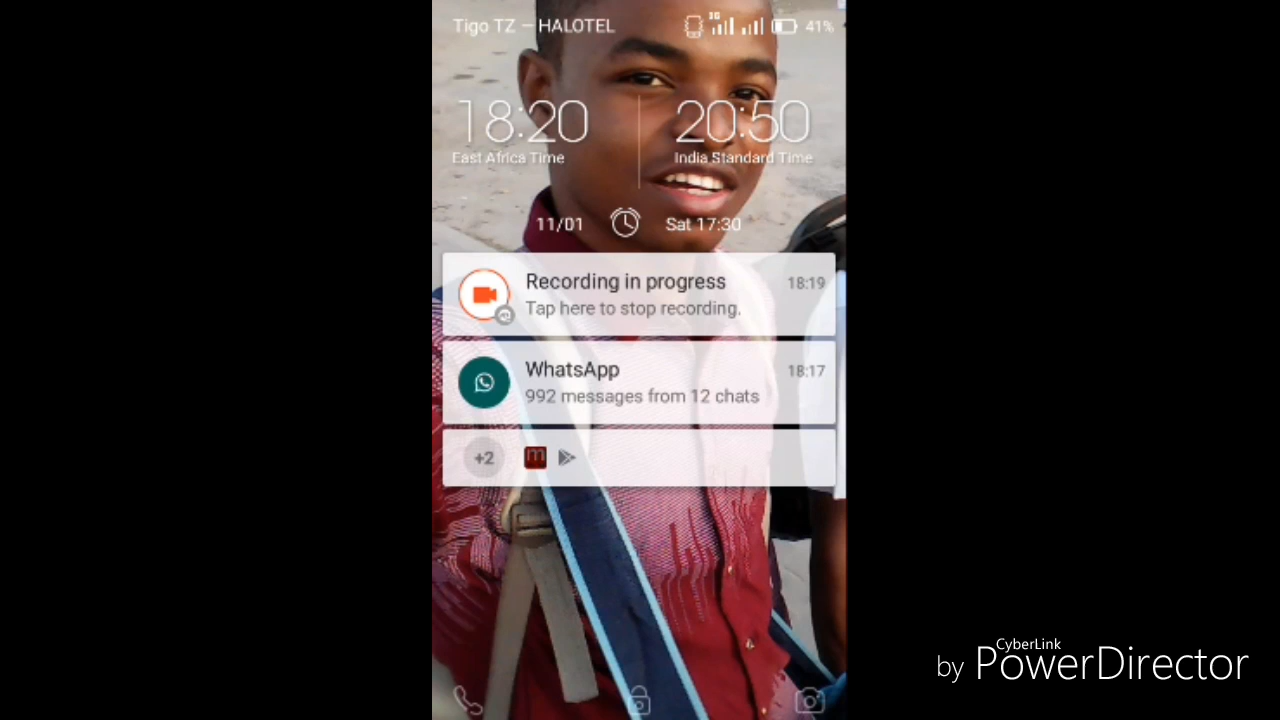 Tigo TZ — HALOTEL 3G 41%
18:20 20:50
East Africa Time India Standard Time
11/01 Sat 17:30
Recording in progress 18:19
Tap here to stop recording.
WhatsApp 18:17
992 messages from 12 chats
+2 m
CyberLink
by PowerDirector